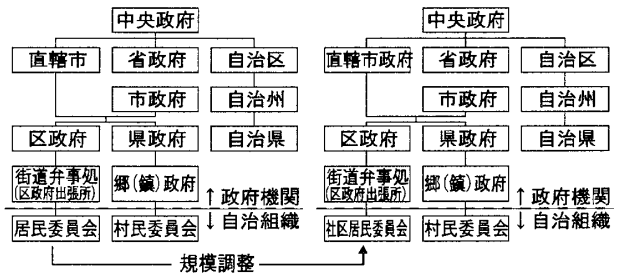 中央政府
直轄市 省政府 自治区
市政府 自治州
区政府 県政府 自治県
街道弁事処
(区政府出張所)
郷(鎮)政府
↑政府機関
↓自治組織
居民委員会 村民委員会
中央政府
直轄市政府 省政府 自治区
市政府 自治州
区政府 県政府 自治県
街道弁事処
(区政府出張所)
郷(鎮)政府
↑政府機関
↓自治組織
社区居民委員会 村民委員会
規模調整